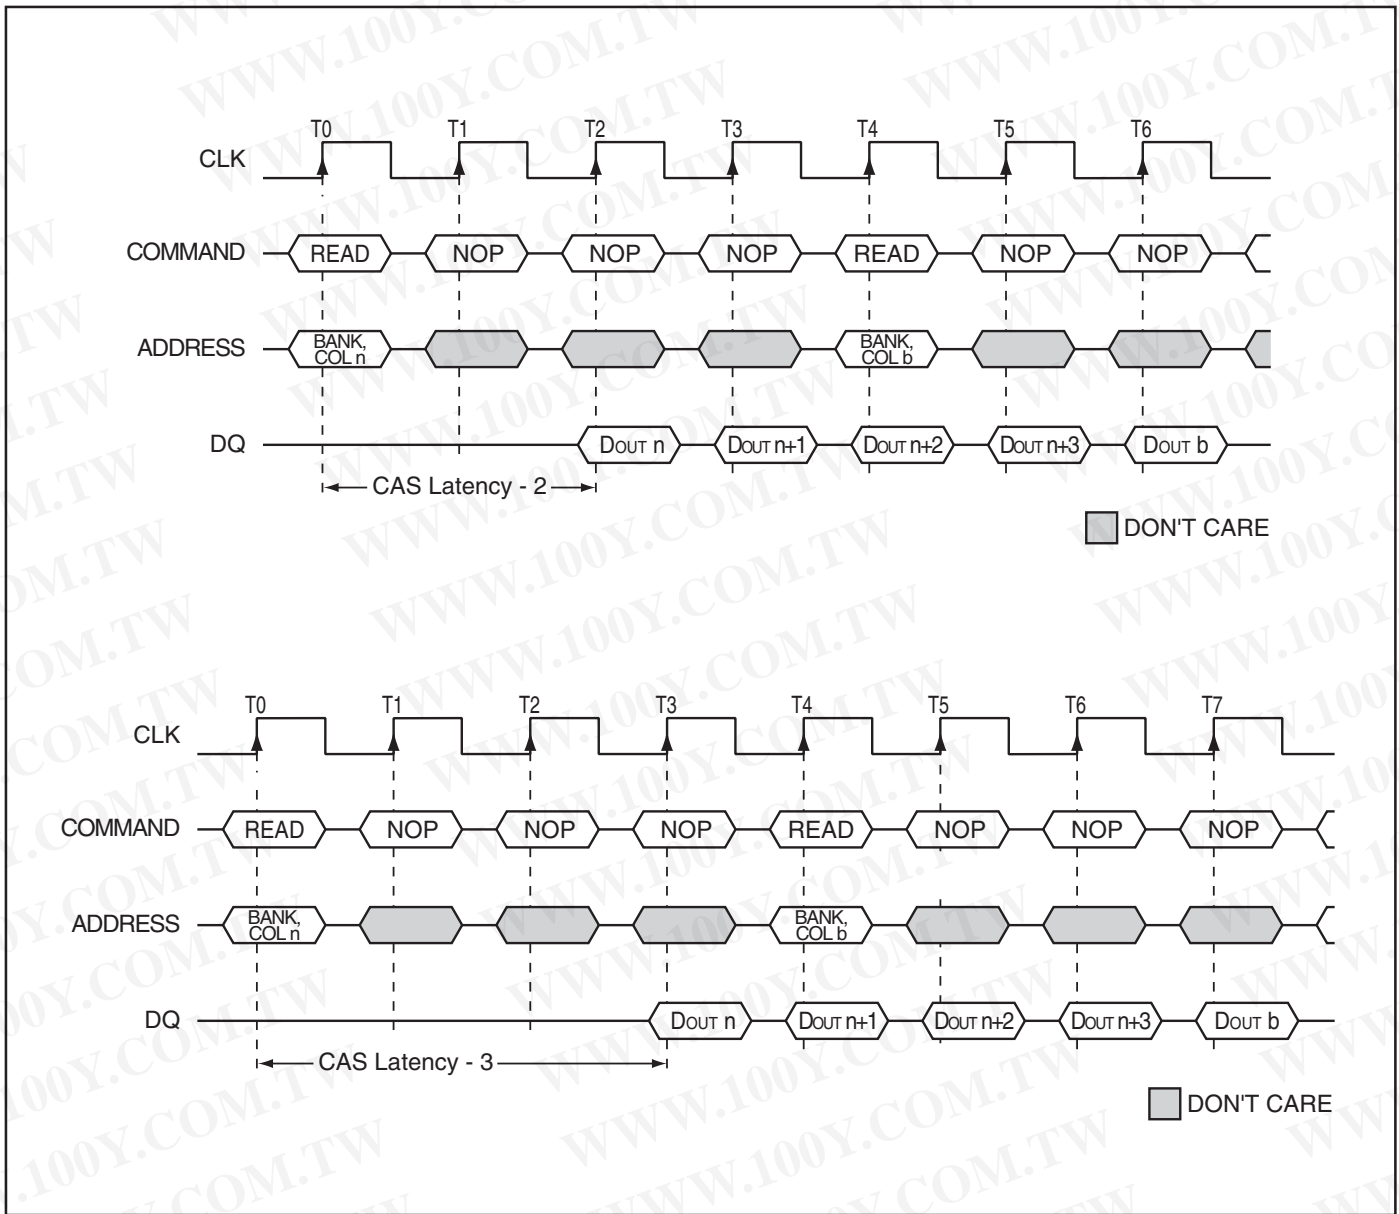 T0 T1 T2 T3 T4 T5 T6
CLK
COMMAND READ NOP NOP NOP READ NOP NOP
ADDRESS BANK, COL n BANK, COL b
DQ DOUT n DOUT n+1 DOUT n+2 DOUT n+3 DOUT b
CAS Latency - 2
DON'T CARE
T0 T1 T2 T3 T4 T5 T6 T7
CLK
COMMAND READ NOP NOP NOP READ NOP NOP NOP
ADDRESS BANK, COL n BANK, COL b
DQ DOUT n DOUT n+1 DOUT n+2 DOUT n+3 DOUT b
CAS Latency - 3
DON'T CARE
WWW.100Y.COM.TW